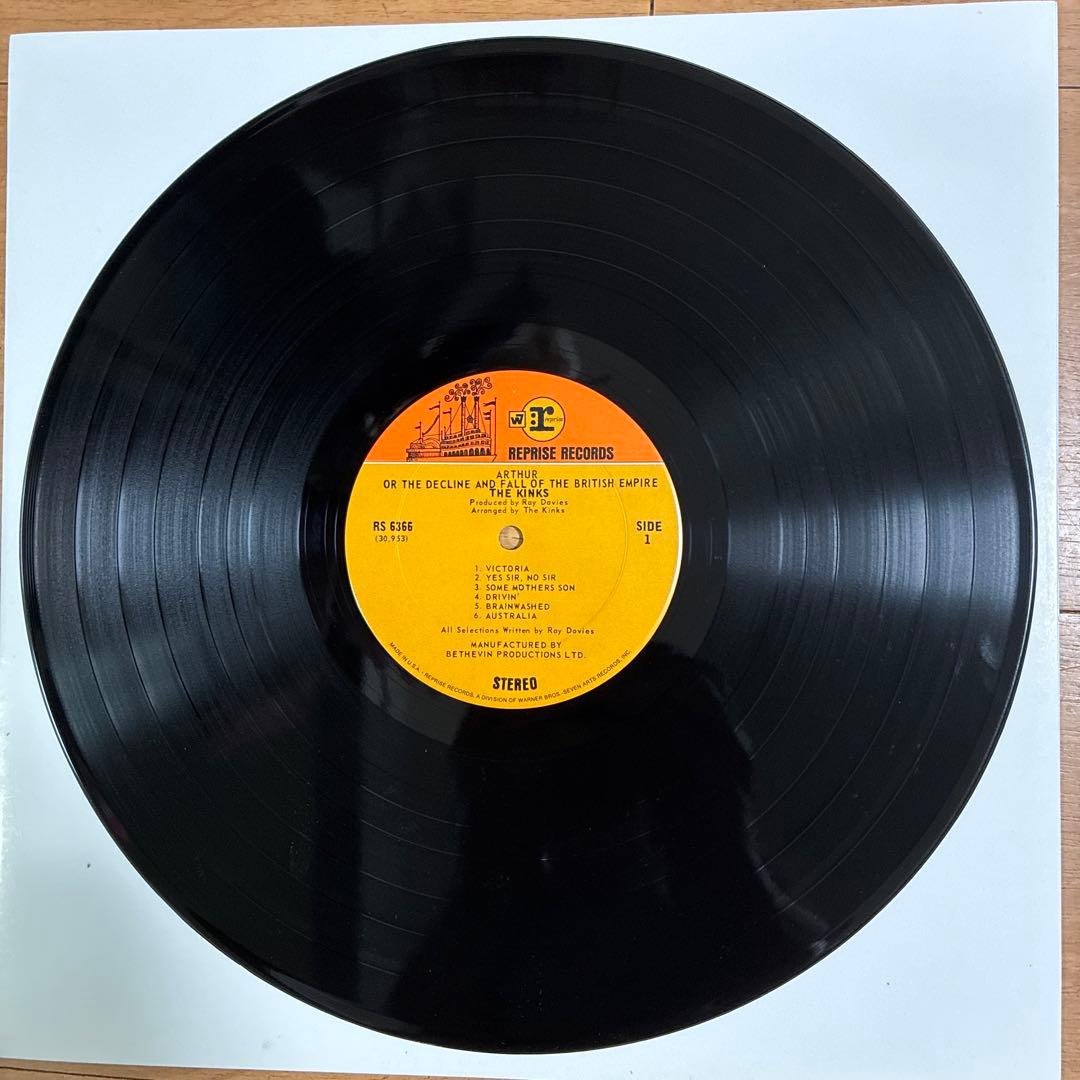 W7
r reprise
REPRISE RECORDS
ARTHUR
OR THE DECLINE AND FALL OF THE BRITISH EMPIRE
THE KINKS
Produced by Ray Davies
Arranged by The Kinks
RS 6366
(30,953)
SIDE
1
1. VICTORIA
2. YES SIR, NO SIR
3. SOME MOTHERS SON
4. DRIVIN'
5. BRAINWASHED
6. AUSTRALIA
All Selections Written by Ray Davies
MANUFACTURED BY
BETHEVIN PRODUCTIONS LTD.
STEREO
MADE IN U.S.A. · REPRISE RECORDS, A DIVISION OF WARNER BROS.-SEVEN ARTS RECORDS, INC.